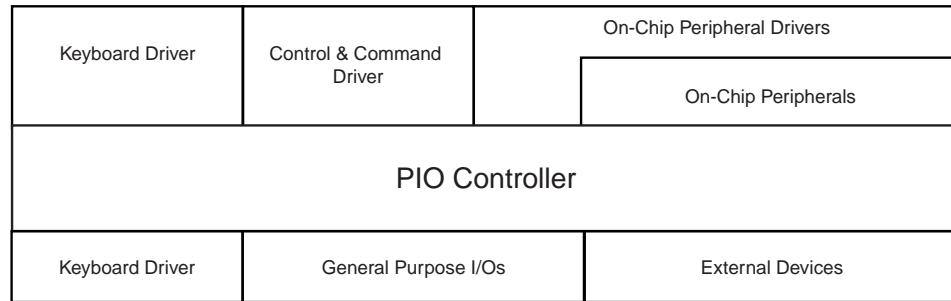 Keyboard Driver
Control & Command
Driver
On-Chip Peripheral Drivers
On-Chip Peripherals
PIO Controller
Keyboard Driver
General Purpose I/Os
External Devices